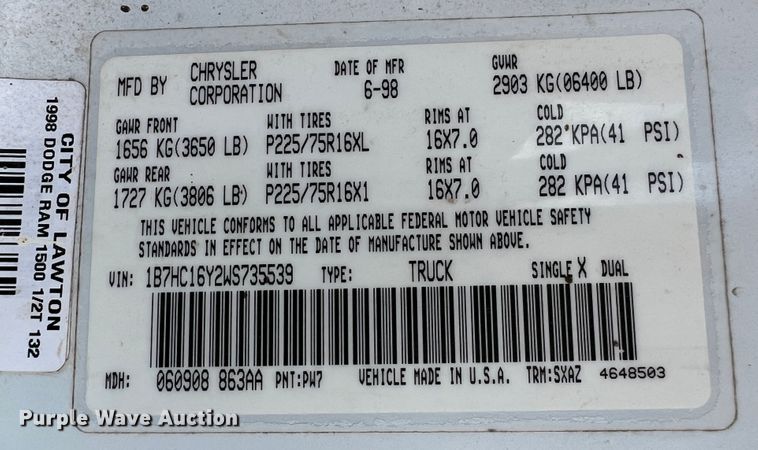 MFD BY CHRYSLER CORPORATION DATE OF MFR 6-98 GVWR 2903 KG(06400 LB)
GAWR FRONT WITH TIRES RIMS AT COLD
1656 KG(3650 LB) P225/75R16XL 16X7.0 282 KPA(41 PSI)
GAWR REAR WITH TIRES RIMS AT COLD
1727 KG(3806 LB) P225/75R16X1 16X7.0 282 KPA(41 PSI)
THIS VEHICLE CONFORMS TO ALL APPLICABLE FEDERAL MOTOR VEHICLE SAFETY
STANDARDS IN EFFECT ON THE DATE OF MANUFACTURE SHOWN ABOVE.
VIN: 1B7HC16Y2WS735539 TYPE: TRUCK SINGLE X DUAL
MDH: 060908 863AA PNT:PW7 VEHICLE MADE IN U.S.A. TRM:SXAZ 4648503
CITY OF LAWTON
1998 DODGE RAM 1500 1/2T 132
Purple Wave Auction